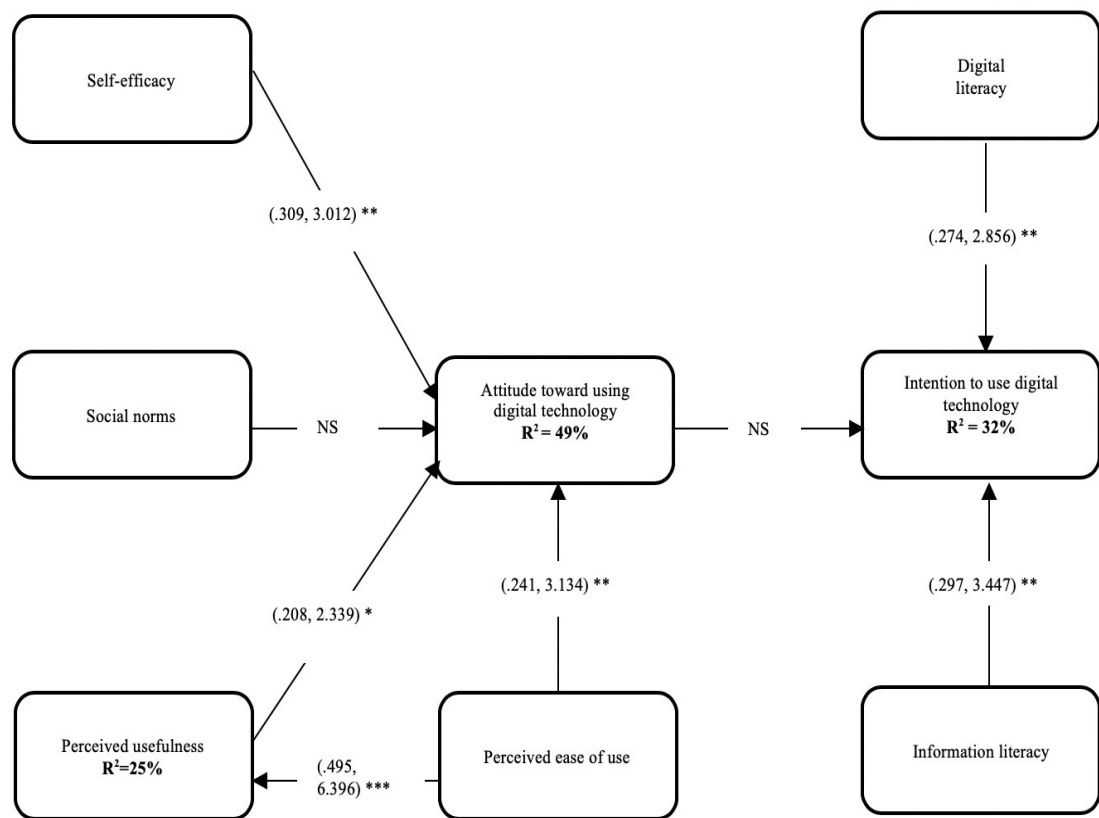 Self-efficacy
Digital
literacy
(.309, 3.012) **
(.274, 2.856) **
Social norms
NS
Attitude toward using
digital technology
R² = 49%
NS
Intention to use digital
technology
R² = 32%
(.208, 2.339) *
(.241, 3.134) **
(.297, 3.447) **
Perceived usefulness
R²=25%
(.495,
6.396) ***
Perceived ease of use
Information literacy